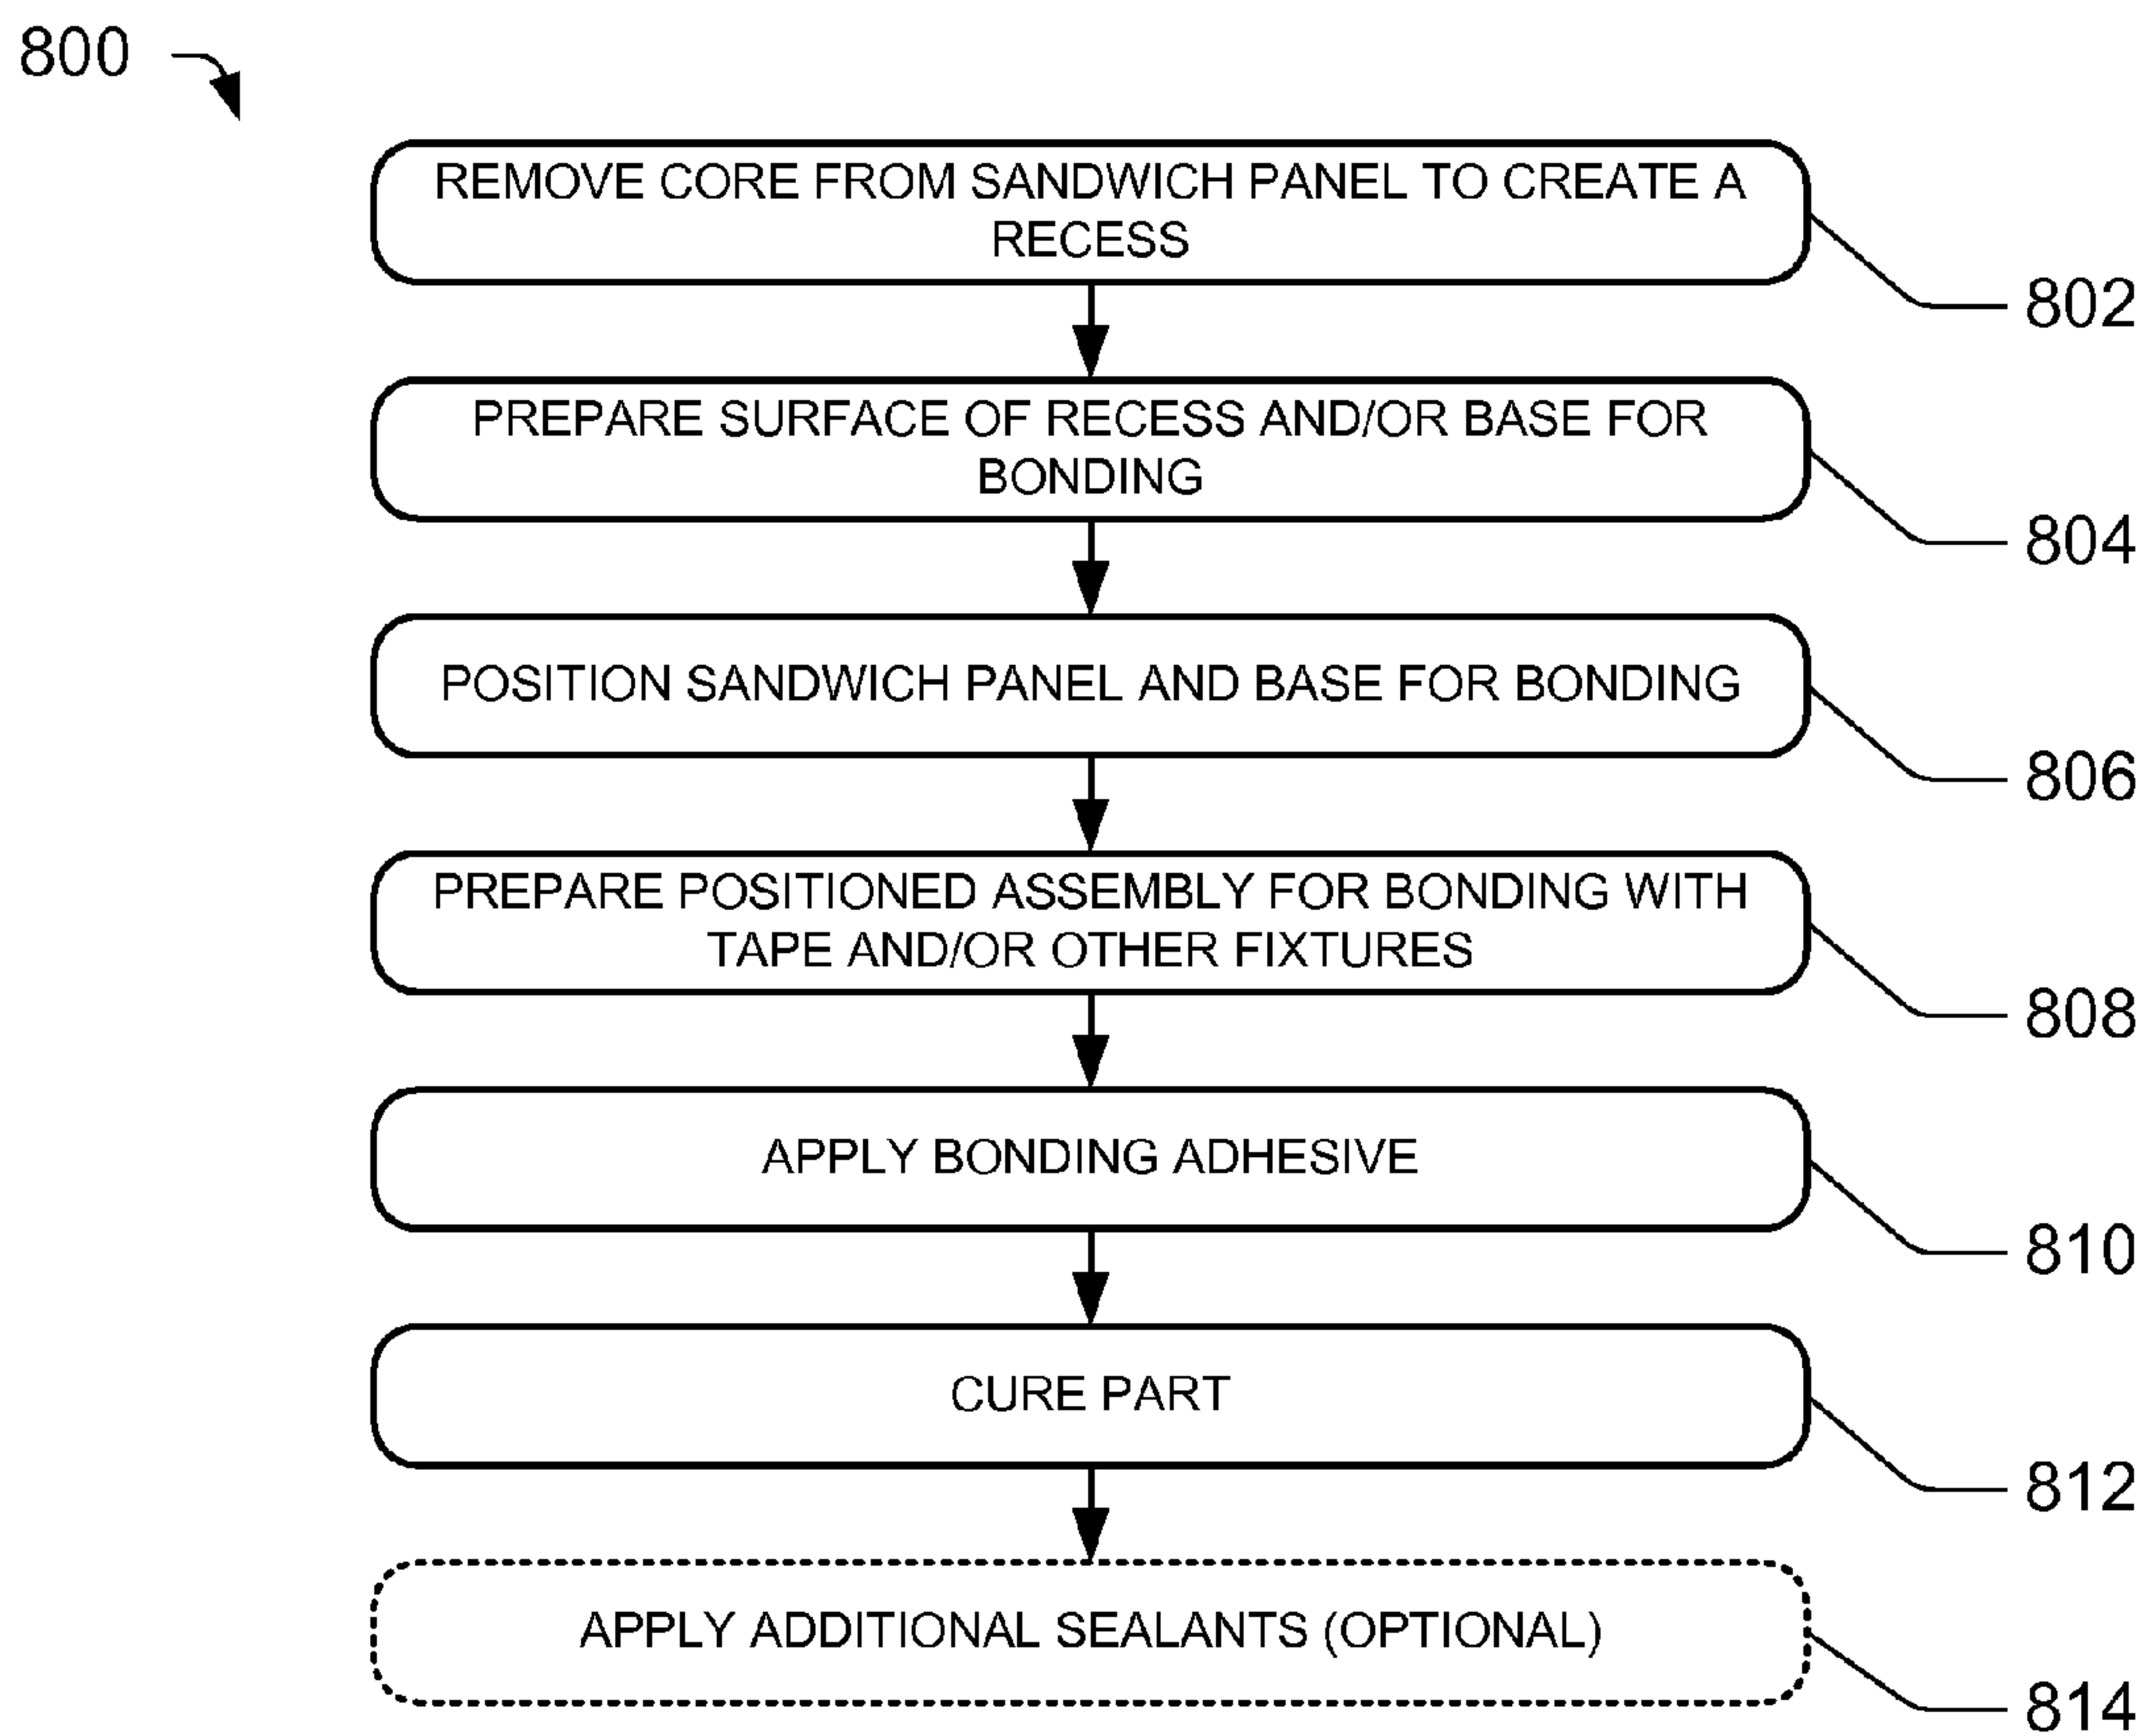 800
REMOVE CORE FROM SANDWICH PANEL TO CREATE A
RECESS
802
PREPARE SURFACE OF RECESS AND/OR BASE FOR
BONDING
804
POSITION SANDWICH PANEL AND BASE FOR BONDING
806
PREPARE POSITIONED ASSEMBLY FOR BONDING WITH
TAPE AND/OR OTHER FIXTURES
808
APPLY BONDING ADHESIVE
810
CURE PART
812
APPLY ADDITIONAL SEALANTS (OPTIONAL)
814